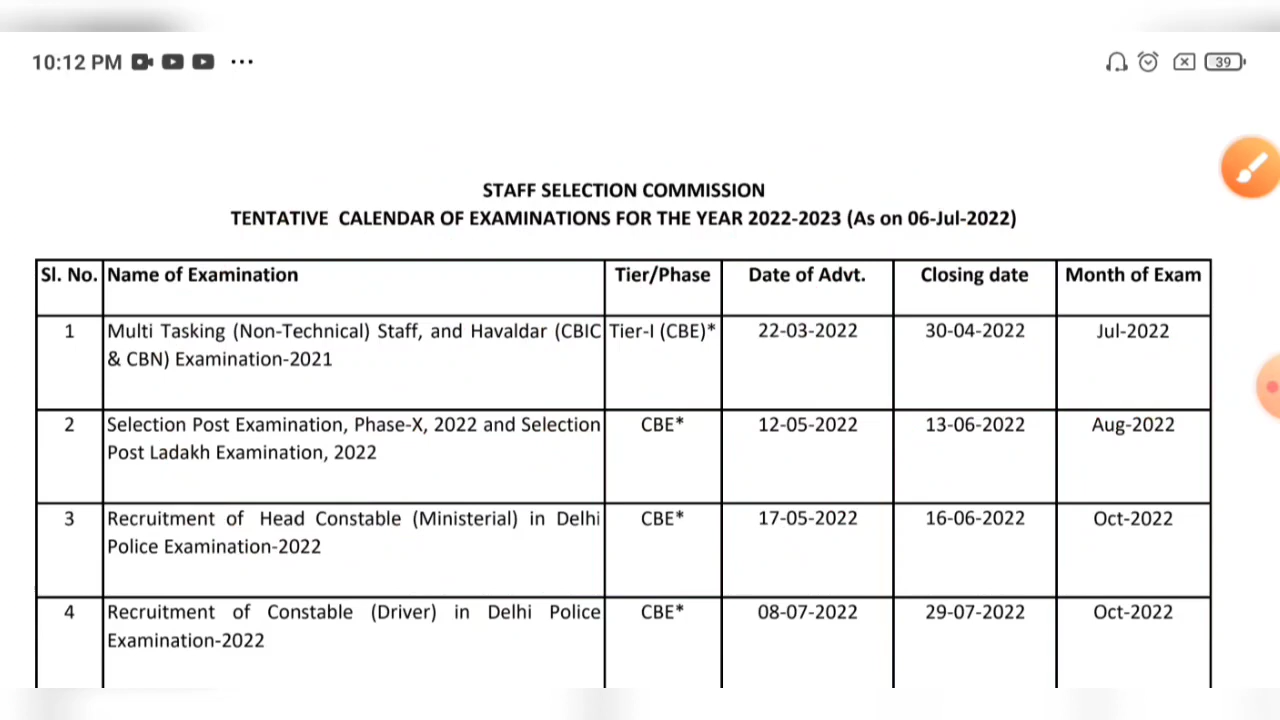 10:12 PM ...
39
STAFF SELECTION COMMISSION
TENTATIVE CALENDAR OF EXAMINATIONS FOR THE YEAR 2022-2023 (As on 06-Jul-2022)
Sl. No. Name of Examination Tier/Phase Date of Advt. Closing date Month of Exam
1 Multi Tasking (Non-Technical) Staff, and Havaldar (CBIC Tier-I (CBE)* 22-03-2022 30-04-2022 Jul-2022
& CBN) Examination-2021
2 Selection Post Examination, Phase-X, 2022 and Selection CBE* 12-05-2022 13-06-2022 Aug-2022
Post Ladakh Examination, 2022
3 Recruitment of Head Constable (Ministerial) in Delhi CBE* 17-05-2022 16-06-2022 Oct-2022
Police Examination-2022
4 Recruitment of Constable (Driver) in Delhi Police CBE* 08-07-2022 29-07-2022 Oct-2022
Examination-2022